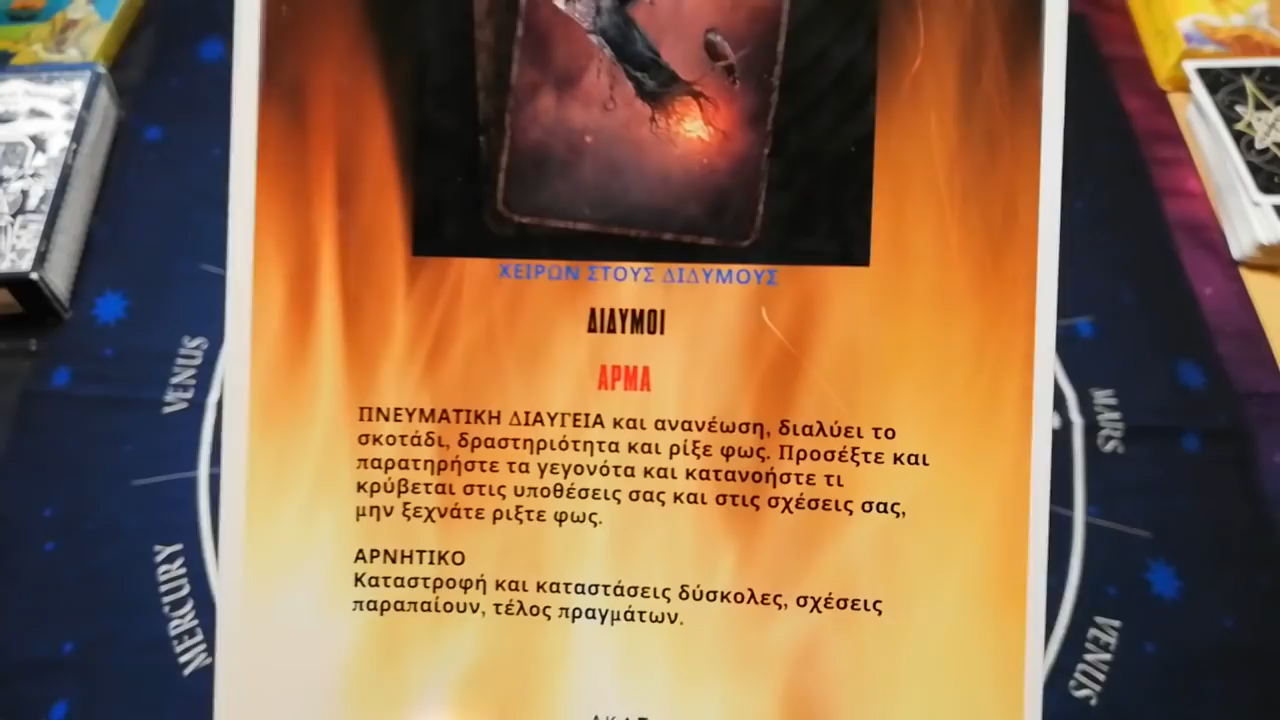 ΧΕΙΡΩΝ ΣΤΟΥΣ ΔΙΔΥΜΟΥΣ
ΔΙΔΥΜΟΙ
ΑΡΜΑ
ΠΝΕΥΜΑΤΙΚΗ ΔΙΑΥΓΕΙΑ και ανανέωση, διαλύει το
σκοτάδι, δραστηριότητα και ρίξε φως. Προσέξτε και
παρατηρήστε τα γεγονότα και κατανοήστε τι
κρύβεται στις υποθέσεις σας και στις σχέσεις σας,
μην ξεχνάτε ριξτε φως.
ΑΡΝΗΤΙΚΟ
Καταστροφή και καταστάσεις δύσκολες, σχέσεις
παραπαίουν, τέλος πραγμάτων.
VENUS
MERCURY
MARS
VENUS